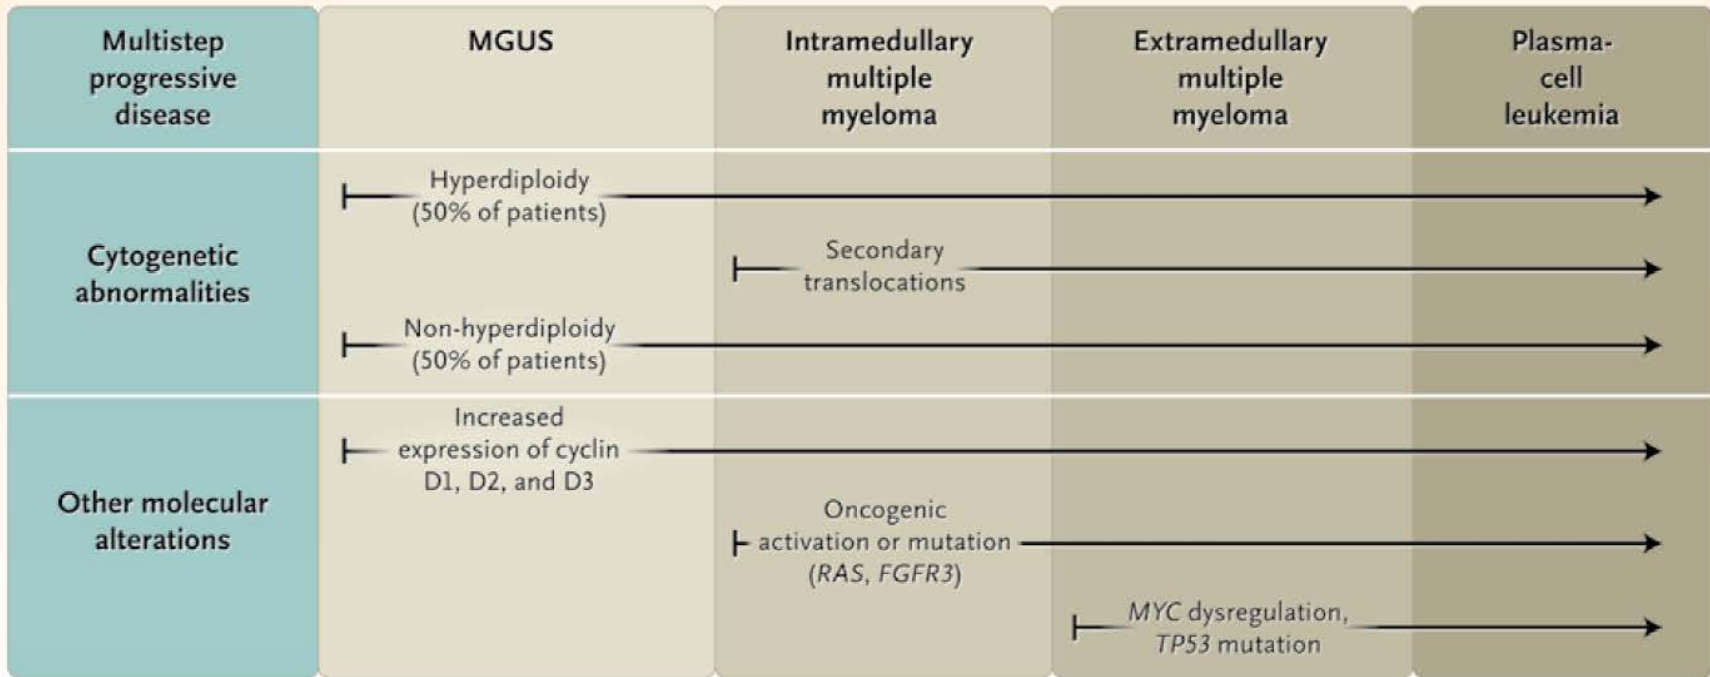 Multistep
progressive
disease
MGUS
Intramedullary
multiple
myeloma
Extramedullary
multiple
myeloma
Plasma-
cell
leukemia
Cytogenetic
abnormalities
Hyperdiploidy
(50% of patients)
Secondary
translocations
Non-hyperdiploidy
(50% of patients)
Other molecular
alterations
Increased
expression of cyclin
D1, D2, and D3
Oncogenic
activation or mutation
(RAS, FGFR3)
MYC dysregulation,
TP53 mutation